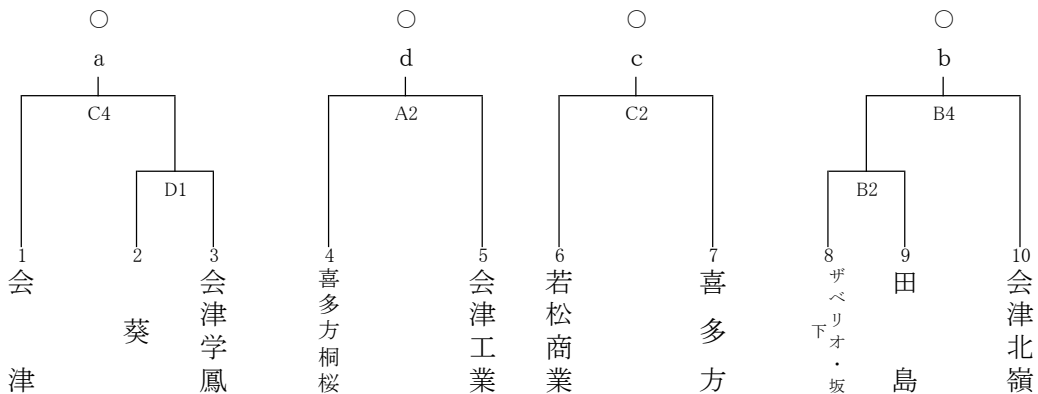 ○ ○ ○ ○
a d c b
C4 A2 C2 B4
D1 B2
1 2 3 4 5 6 7 8 9 10
会津
葵
会津学鳳
喜多方桐桜
会津工業
若松商業
喜多方
ザベリオ・坂
下
田島
会津北嶺